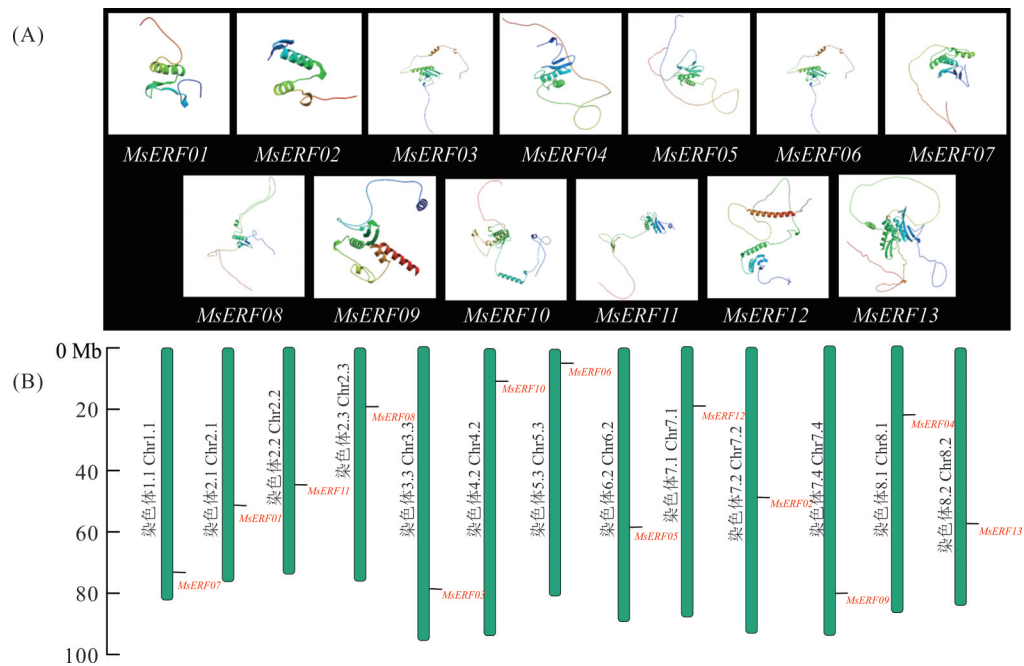 (A)
MsERF01 MsERF02 MsERF03 MsERF04 MsERF05 MsERF06 MsERF07
MsERF08 MsERF09 MsERF10 MsERF11 MsERF12 MsERF13
(B)
0 Mb
20
40
60
80
100
染色体1.1 Chr1.1
MsERF07
染色体2.1 Chr2.1
MsERF01
染色体2.2 Chr2.2
MsERF11
染色体2.3 Chr2.3
MsERF08
染色体3.1 Chr3.3
MsERF03
染色体4.2 Chr4.2
MsERF10
染色体5.3 Chr5.3
MsERF06
染色体6.2 Chr6.2
MsERF05
染色体7.1 Chr7.1
MsERF12
染色体7.2 Chr7.2
MsERF02
染色体7.4 Chr7.4
MsERF09
染色体8.1 Chr8.1
MsERF04
染色体8.2 Chr8.2
MsERF13